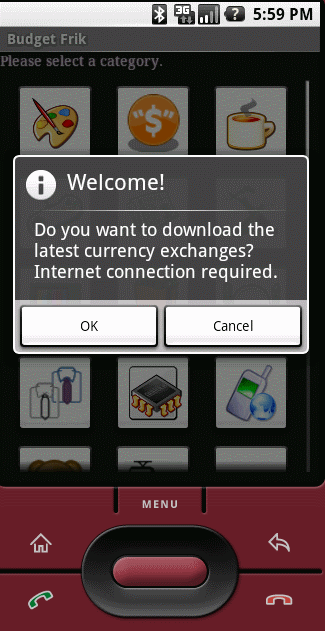 3G
5:59 PM
Budget Frik
Please select a category.
Welcome!
Do you want to download the
latest currency exchanges?
Internet connection required.
OK
Cancel
MENU